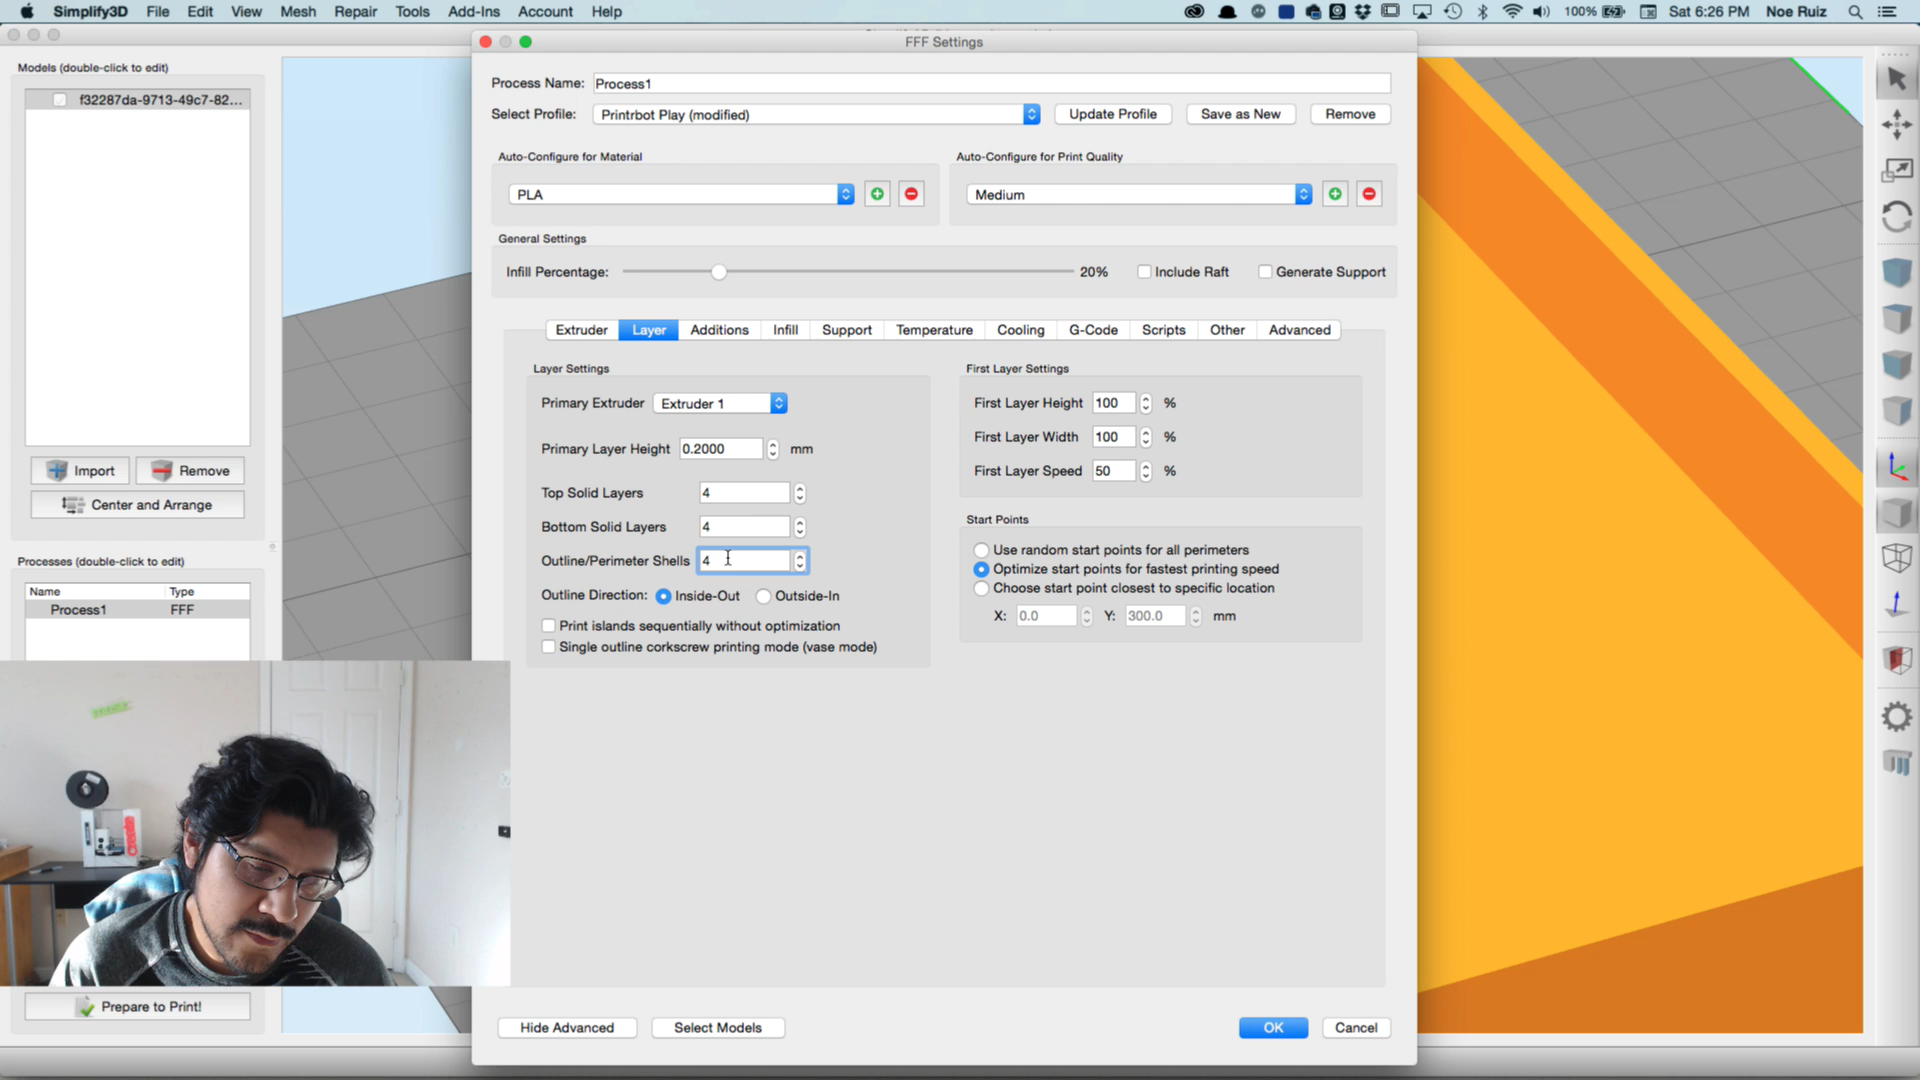 Simplify3D File Edit View Mesh Repair Tools Add-Ins Account Help
100% Sat 6:26 PM Noe Ruiz
FFF Settings
Models (double-click to edit)
f32287da-9713-49c7-82...
Import Remove
Center and Arrange
Processes (double-click to edit)
Name Type
Process1 FFF
Prepare to Print!
Process Name: Process1
Select Profile: Printrbot Play (modified) Update Profile Save as New Remove
Auto-Configure for Material
PLA
Auto-Configure for Print Quality
Medium
General Settings
Infill Percentage: 20% Include Raft Generate Support
Extruder Layer Additions Infill Support Temperature Cooling G-Code Scripts Other Advanced
Layer Settings
Primary Extruder Extruder 1
Primary Layer Height 0.2000 mm
Top Solid Layers 4
Bottom Solid Layers 4
Outline/Perimeter Shells 4
Outline Direction: Inside-Out Outside-In
Print islands sequentially without optimization
Single outline corkscrew printing mode (vase mode)
First Layer Settings
First Layer Height 100 %
First Layer Width 100 %
First Layer Speed 50 %
Start Points
Use random start points for all perimeters
Optimize start points for fastest printing speed
Choose start point closest to specific location
X: 0.0 Y: 300.0 mm
Create
Hide Advanced Select Models OK Cancel